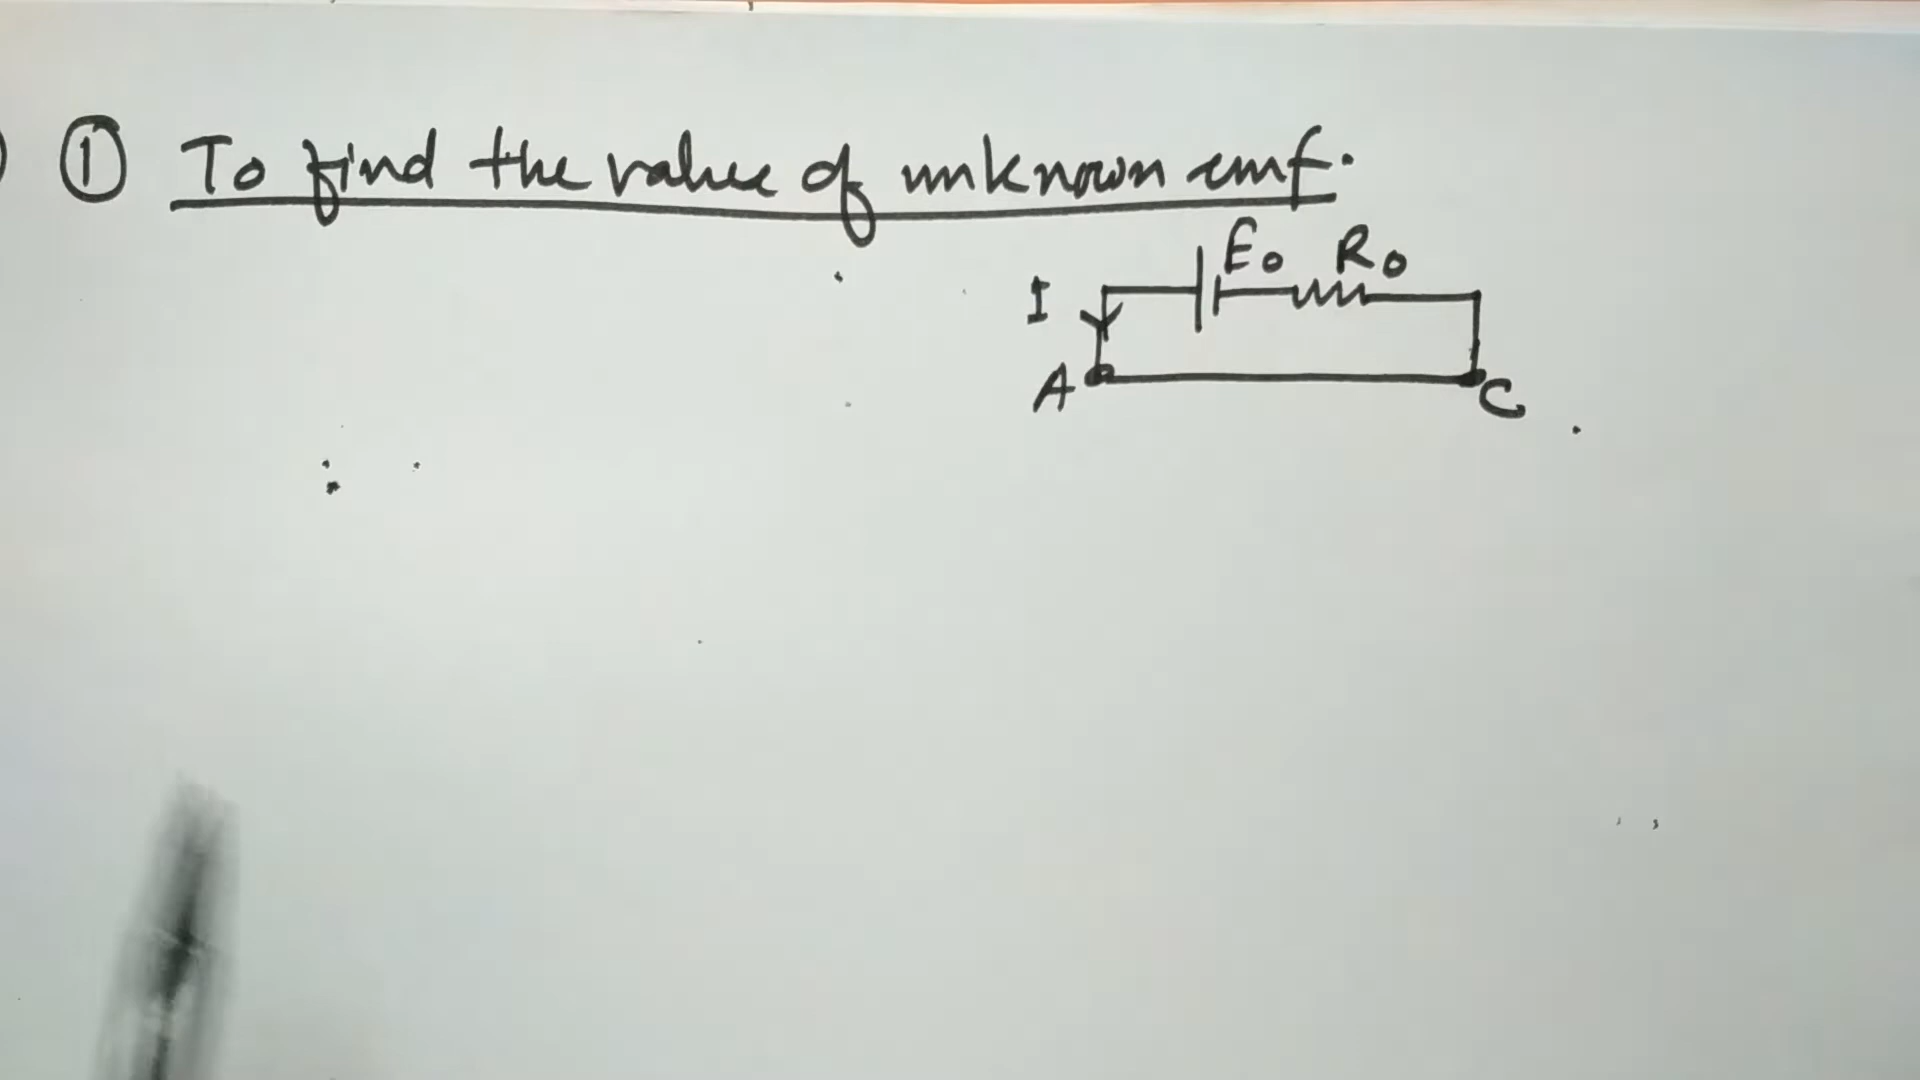 ① To find the value of unknown emf.
E₀ R₀
I
A C